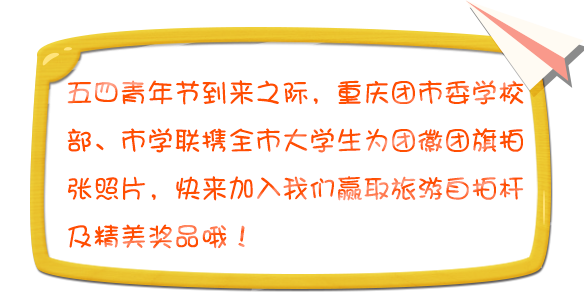 五四青年节到来之际，重庆团市委学校
部、市学联携全市大学生为团徽团旗拍
张照片，快来加入我们赢取旅游自拍杆
及精美奖品哦！